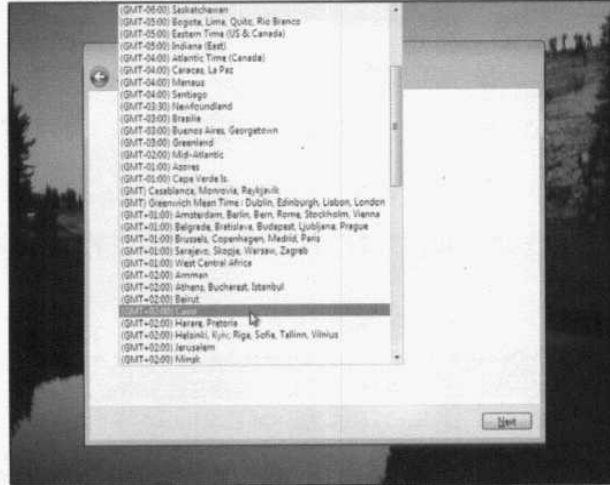 (GMT-06:00) Saskatchewan
(GMT-05:00) Bogota, Lima, Quito, Rio Branco
(GMT-05:00) Eastern Time (US & Canada)
(GMT-05:00) Indiana (East)
(GMT-04:00) Atlantic Time (Canada)
(GMT-04:00) Caracas, La Paz
(GMT-04:00) Manaus
(GMT-04:00) Santiago
(GMT-03:30) Newfoundland
(GMT-03:00) Brasilia
(GMT-03:00) Buenos Aires, Georgetown
(GMT-03:00) Greenland
(GMT-02:00) Mid-Atlantic
(GMT-01:00) Azores
(GMT-01:00) Cape Verde Is.
(GMT) Casablanca, Monrovia, Reykjavik
(GMT) Greenwich Mean Time : Dublin, Edinburgh, Lisbon, London
(GMT+01:00) Amsterdam, Berlin, Bern, Rome, Stockholm, Vienna
(GMT+01:00) Belgrade, Bratislava, Budapest, Ljubljana, Prague
(GMT+01:00) Brussels, Copenhagen, Madrid, Paris
(GMT+01:00) Sarajevo, Skopje, Warsaw, Zagreb
(GMT+01:00) West Central Africa
(GMT+02:00) Amman
(GMT+02:00) Athens, Bucharest, Istanbul
(GMT+02:00) Beirut
(GMT+02:00) Cairo
(GMT+02:00) Harare, Pretoria
(GMT+02:00) Helsinki, Kyiv, Riga, Sofia, Tallinn, Vilnius
(GMT+02:00) Jerusalem
(GMT+02:00) Minsk
Next